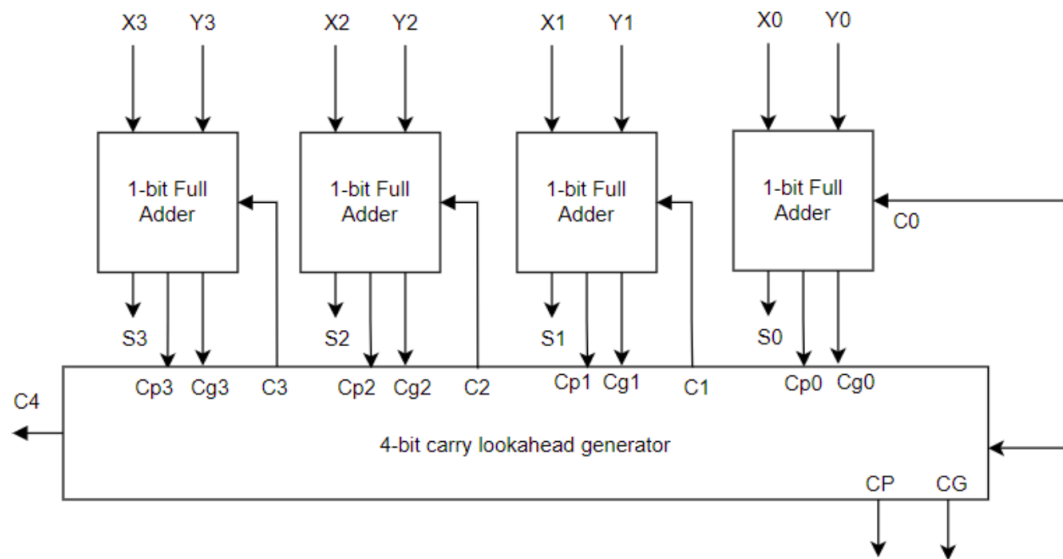 X3 Y3 X2 Y2 X1 Y1 X0 Y0
1-bit Full
Adder
1-bit Full
Adder
1-bit Full
Adder
1-bit Full
Adder
C0
S3 S2 S1 S0
Cp3 Cg3 C3 Cp2 Cg2 C2 Cp1 Cg1 C1 Cp0 Cg0
C4
4-bit carry lookahead generator
CP CG